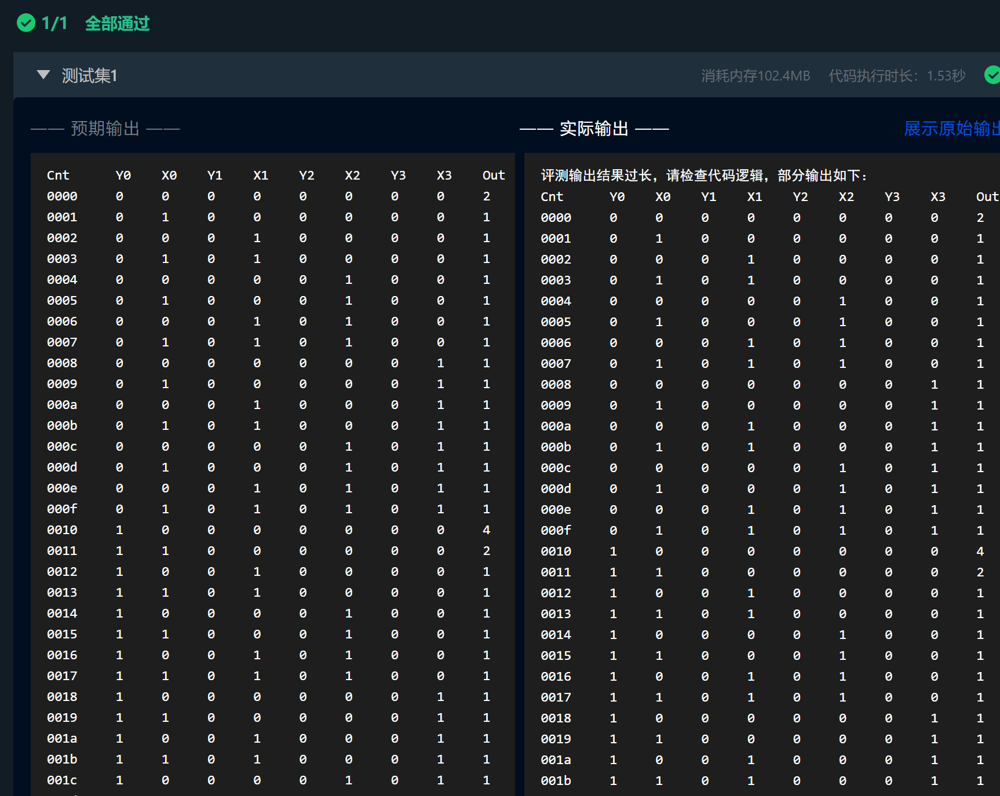 1/1 全部通过
测试集1 消耗内存102.4MB 代码执行时长：1.53秒
—— 预期输出 ——
Cnt Y0 X0 Y1 X1 Y2 X2 Y3 X3 Out
0000 0 0 0 0 0 0 0 0 2
0001 0 1 0 0 0 0 0 0 1
0002 0 0 0 1 0 0 0 0 1
0003 0 1 0 1 0 0 0 0 1
0004 0 0 0 0 0 1 0 0 1
0005 0 1 0 0 0 1 0 0 1
0006 0 0 0 1 0 1 0 0 1
0007 0 1 0 1 0 1 0 0 1
0008 0 0 0 0 0 0 0 1 1
0009 0 1 0 0 0 0 0 1 1
000a 0 0 0 1 0 0 0 1 1
000b 0 1 0 1 0 0 0 1 1
000c 0 0 0 0 0 1 0 1 1
000d 0 1 0 0 0 1 0 1 1
000e 0 0 0 1 0 1 0 1 1
000f 0 1 0 1 0 1 0 1 1
0010 1 0 0 0 0 0 0 0 4
0011 1 1 0 0 0 0 0 0 2
0012 1 0 0 1 0 0 0 0 1
0013 1 1 0 1 0 0 0 0 1
0014 1 0 0 0 0 1 0 0 1
0015 1 1 0 0 0 1 0 0 1
0016 1 0 0 1 0 1 0 0 1
0017 1 1 0 1 0 1 0 0 1
0018 1 0 0 0 0 0 0 1 1
0019 1 1 0 0 0 0 0 1 1
001a 1 0 0 1 0 0 0 1 1
001b 1 1 0 1 0 0 0 1 1
001c 1 0 0 0 0 1 0 1 1
—— 实际输出 ——
展示原始输出
评测输出结果过长，请检查代码逻辑，部分输出如下：
Cnt Y0 X0 Y1 X1 Y2 X2 Y3 X3 Out
0000 0 0 0 0 0 0 0 0 2
0001 0 1 0 0 0 0 0 0 1
0002 0 0 0 1 0 0 0 0 1
0003 0 1 0 1 0 0 0 0 1
0004 0 0 0 0 0 1 0 0 1
0005 0 1 0 0 0 1 0 0 1
0006 0 0 0 1 0 1 0 0 1
0007 0 1 0 1 0 1 0 0 1
0008 0 0 0 0 0 0 0 1 1
0009 0 1 0 0 0 0 0 1 1
000a 0 0 0 1 0 0 0 1 1
000b 0 1 0 1 0 0 0 1 1
000c 0 0 0 0 0 1 0 1 1
000d 0 1 0 0 0 1 0 1 1
000e 0 0 0 1 0 1 0 1 1
000f 0 1 0 1 0 1 0 1 1
0010 1 0 0 0 0 0 0 0 4
0011 1 1 0 0 0 0 0 0 2
0012 1 0 0 1 0 0 0 0 1
0013 1 1 0 1 0 0 0 0 1
0014 1 0 0 0 0 1 0 0 1
0015 1 1 0 0 0 1 0 0 1
0016 1 0 0 1 0 1 0 0 1
0017 1 1 0 1 0 1 0 0 1
0018 1 0 0 0 0 0 0 1 1
0019 1 1 0 0 0 0 0 1 1
001a 1 0 0 1 0 0 0 1 1
001b 1 1 0 1 0 0 0 1 1